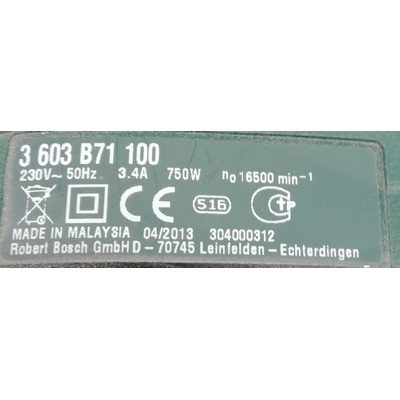 3 603 B71 100
230V~ 50Hz 3.4A 750W n₀ 16500 min⁻¹
CE S16
MADE IN MALAYSIA 04/2013 304000312
Robert Bosch GmbH D – 70745 Leinfelden – Echterdingen